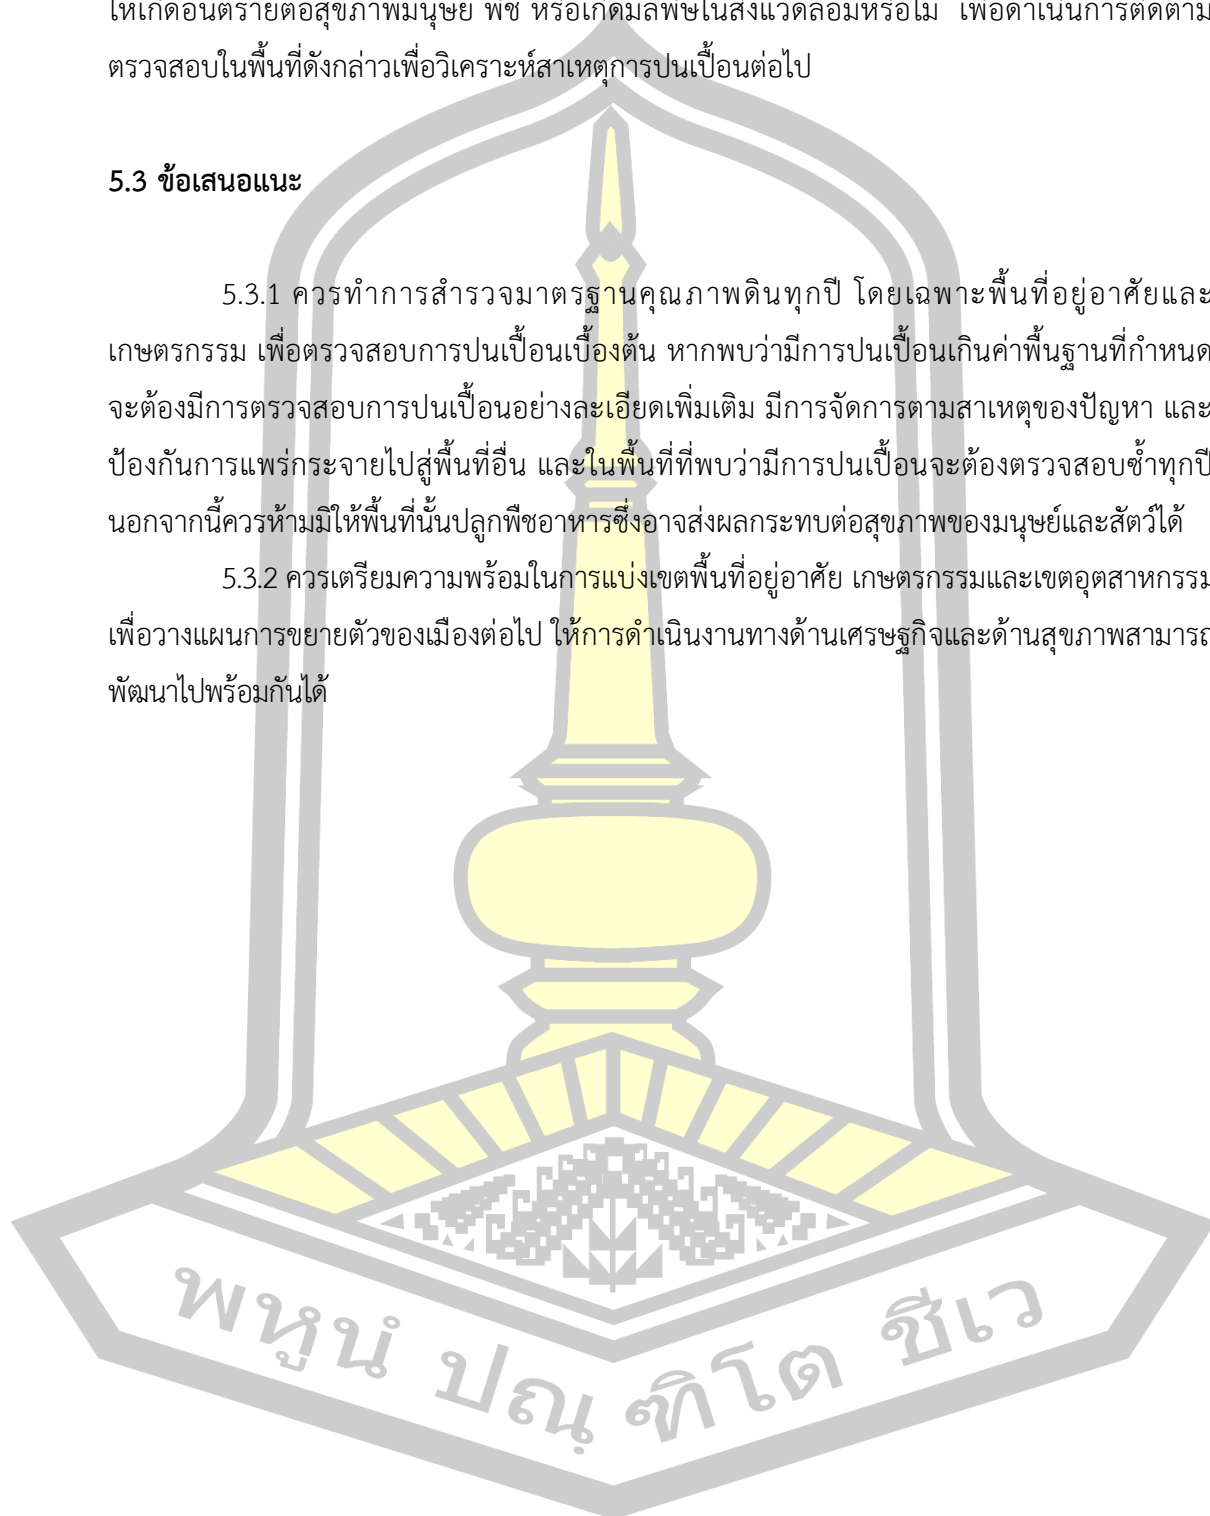 ให้เกิดอันตรายต่อสุขภาพมนุษย์ พืช หรือเกิดมลพิษในสิ่งแวดล้อมหรือไม่ เพื่อดำเนินการติดตาม
ตรวจสอบในพื้นที่ดังกล่าวเพื่อวิเคราะห์สาเหตุการปนเปื้อนต่อไป
5.3 ข้อเสนอแนะ
5.3.1 ควรทำการสำรวจมาตรฐานคุณภาพดินทุกปี โดยเฉพาะพื้นที่อยู่อาศัยและ
เกษตรกรรม เพื่อตรวจสอบการปนเปื้อนเบื้องต้น หากพบว่ามีการปนเปื้อนเกินค่าพื้นฐานที่กำหนด
จะต้องมีการตรวจสอบการปนเปื้อนอย่างละเอียดเพิ่มเติม มีการจัดการตามสาเหตุของปัญหา และ
ป้องกันการแพร่กระจายไปสู่พื้นที่อื่น และในพื้นที่ที่พบว่ามีการปนเปื้อนจะต้องตรวจสอบซ้ำทุกปี
นอกจากนี้ควรห้ามมิให้พื้นที่นั้นปลูกพืชอาหารซึ่งอาจส่งผลกระทบต่อสุขภาพของมนุษย์และสัตว์ได้
5.3.2 ควรเตรียมความพร้อมในการแบ่งเขตพื้นที่อยู่อาศัย เกษตรกรรมและเขตอุตสาหกรรม
เพื่อวางแผนการขยายตัวของเมืองต่อไป ให้การดำเนินงานทางด้านเศรษฐกิจและด้านสุขภาพสามารถ
พัฒนาไปพร้อมกันได้
พหูนํ ปณฺฑิโต ชีเว